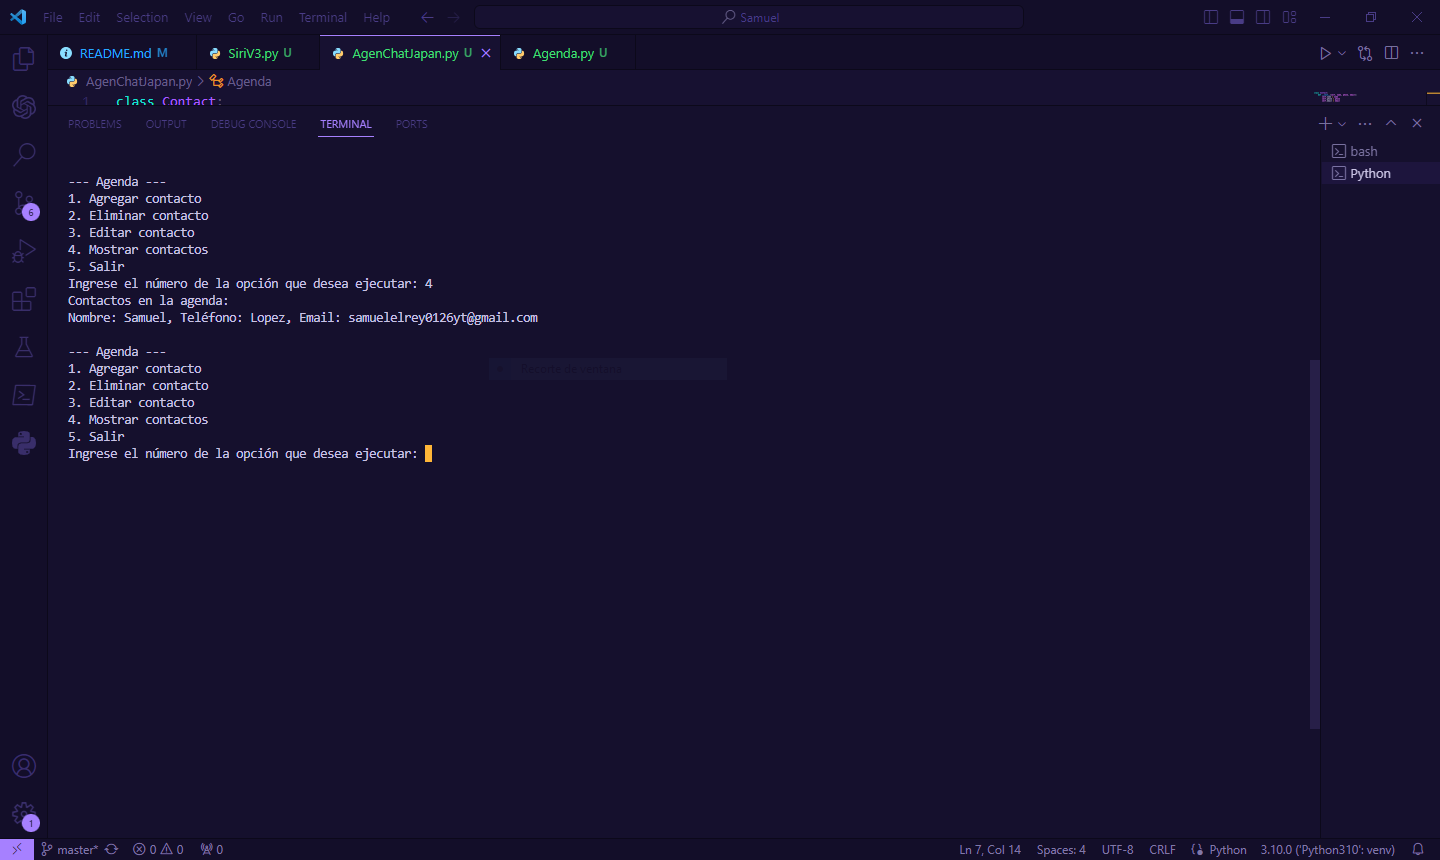 File Edit Selection View Go Run Terminal Help Samuel
README.md M SiriV3.py U AgenChatJapan.py U Agenda.py U
AgenChatJapan.py > Agenda
1 class Contact:
PROBLEMS OUTPUT DEBUG CONSOLE TERMINAL PORTS
bash
Python
--- Agenda ---
1. Agregar contacto
2. Eliminar contacto
3. Editar contacto
4. Mostrar contactos
5. Salir
Ingrese el número de la opción que desea ejecutar: 4
Contactos en la agenda:
Nombre: Samuel, Teléfono: Lopez, Email: samuelelrey0126yt@gmail.com
--- Agenda ---
1. Agregar contacto
2. Eliminar contacto
3. Editar contacto
4. Mostrar contactos
5. Salir
Ingrese el número de la opción que desea ejecutar:
6
1
master* 0 0 0 Ln 7, Col 14 Spaces: 4 UTF-8 CRLF Python 3.10.0 ('Python310': venv)